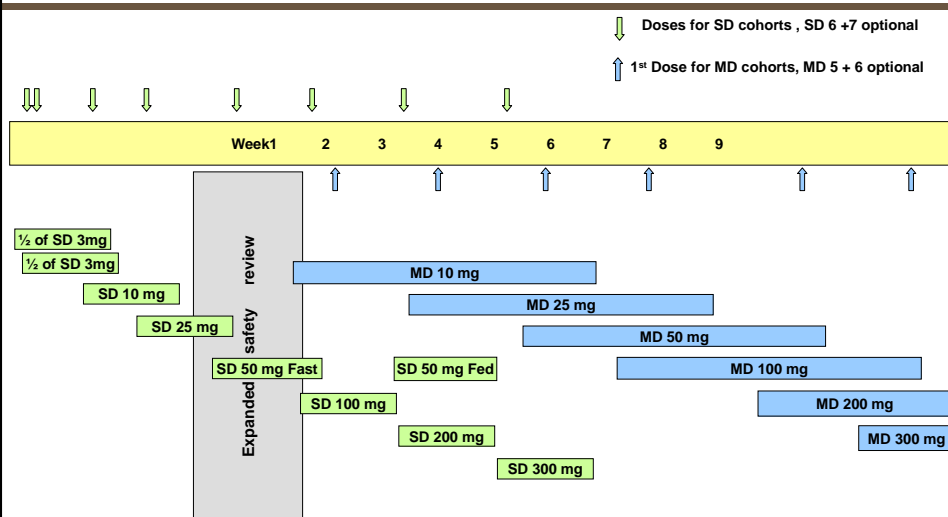 Doses for SD cohorts , SD 6 +7 optional
1st Dose for MD cohorts, MD 5 + 6 optional
Week1 2 3 4 5 6 7 8 9
½ of SD 3mg
½ of SD 3mg
SD 10 mg
SD 25 mg
SD 50 mg Fast
SD 50 mg Fed
SD 100 mg
SD 200 mg
SD 300 mg
Expanded safety review
MD 10 mg
MD 25 mg
MD 50 mg
MD 100 mg
MD 200 mg
MD 300 mg